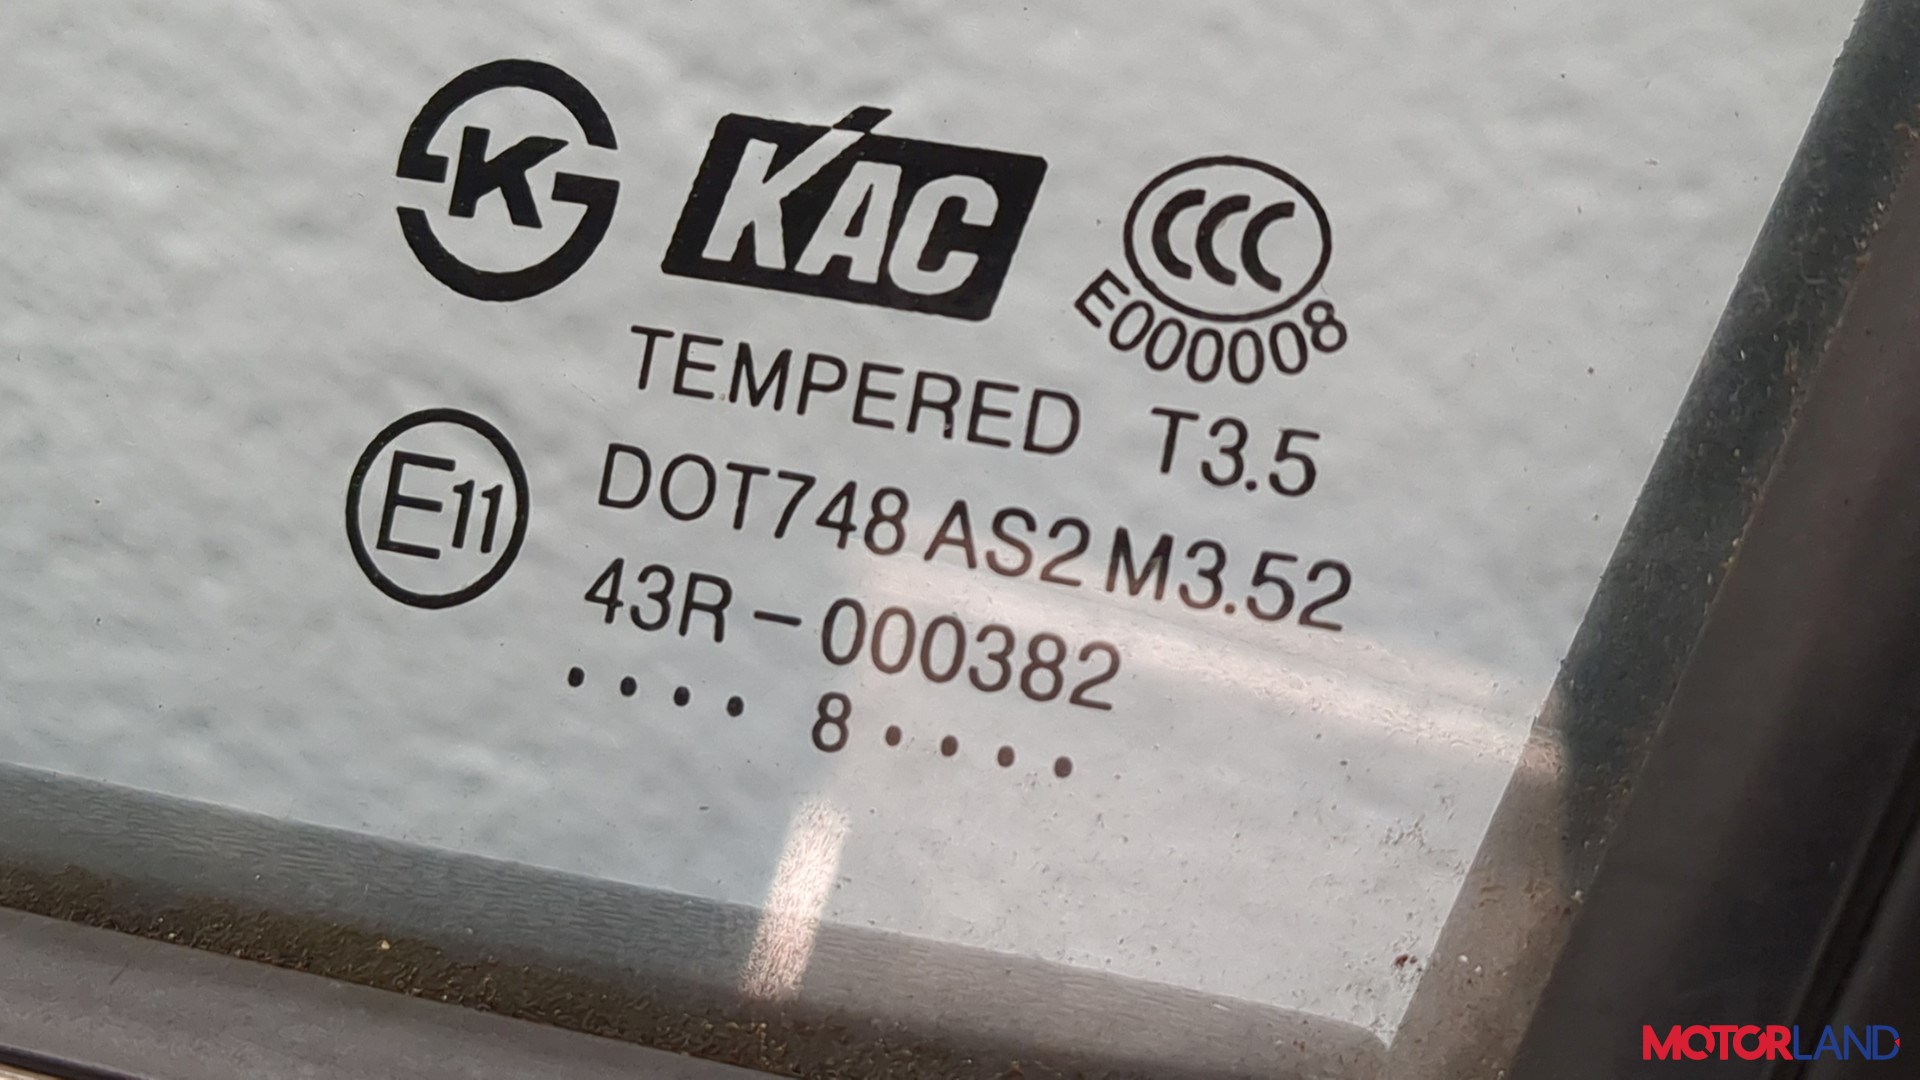 K
KAC
CCC
E000008
TEMPERED T3.5
E11
DOT748 AS2 M3.52
43R-000382
•••• 8 ••••
MOTORLAND